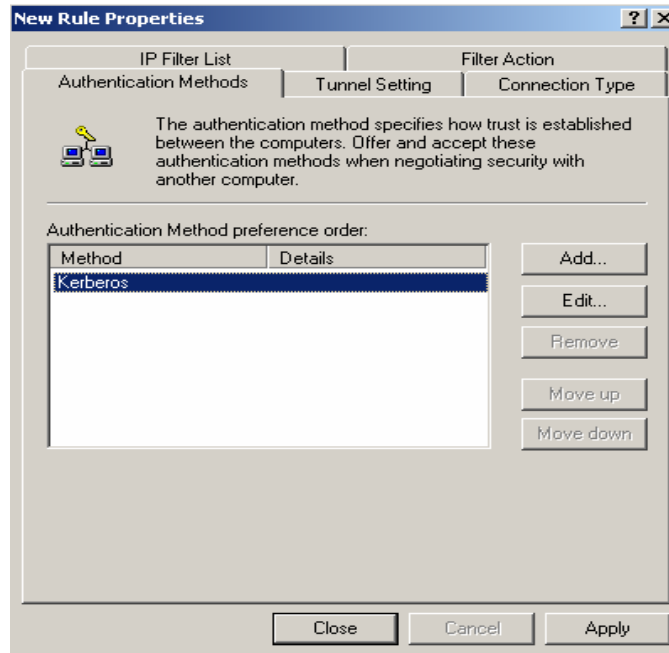 New Rule Properties
IP Filter List
Filter Action
Authentication Methods
Tunnel Setting
Connection Type
The authentication method specifies how trust is established
between the computers. Offer and accept these
authentication methods when negotiating security with
another computer.
Authentication Method preference order:
Method Details
Kerberos
Add...
Edit...
Remove
Move up
Move down
Close
Cancel
Apply